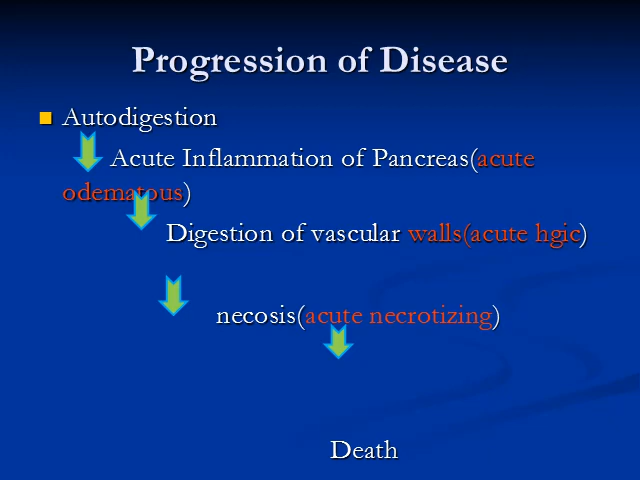 Progression of Disease
Autodigestion
Acute Inflammation of Pancreas(acute
odematous)
Digestion of vascular walls(acute hgic)
necosis(acute necrotizing)
Death